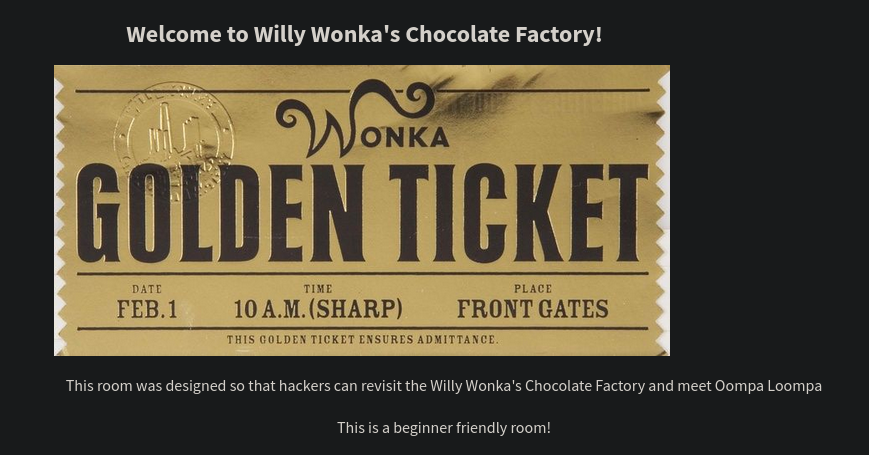 Welcome to Willy Wonka's Chocolate Factory!
WONKA
GOLDEN TICKET
DATE TIME PLACE
FEB.1 10 A.M.(SHARP) FRONT GATES
THIS GOLDEN TICKET ENSURES ADMITTANCE.
This room was designed so that hackers can revisit the Willy Wonka's Chocolate Factory and meet Oompa Loompa
This is a beginner friendly room!